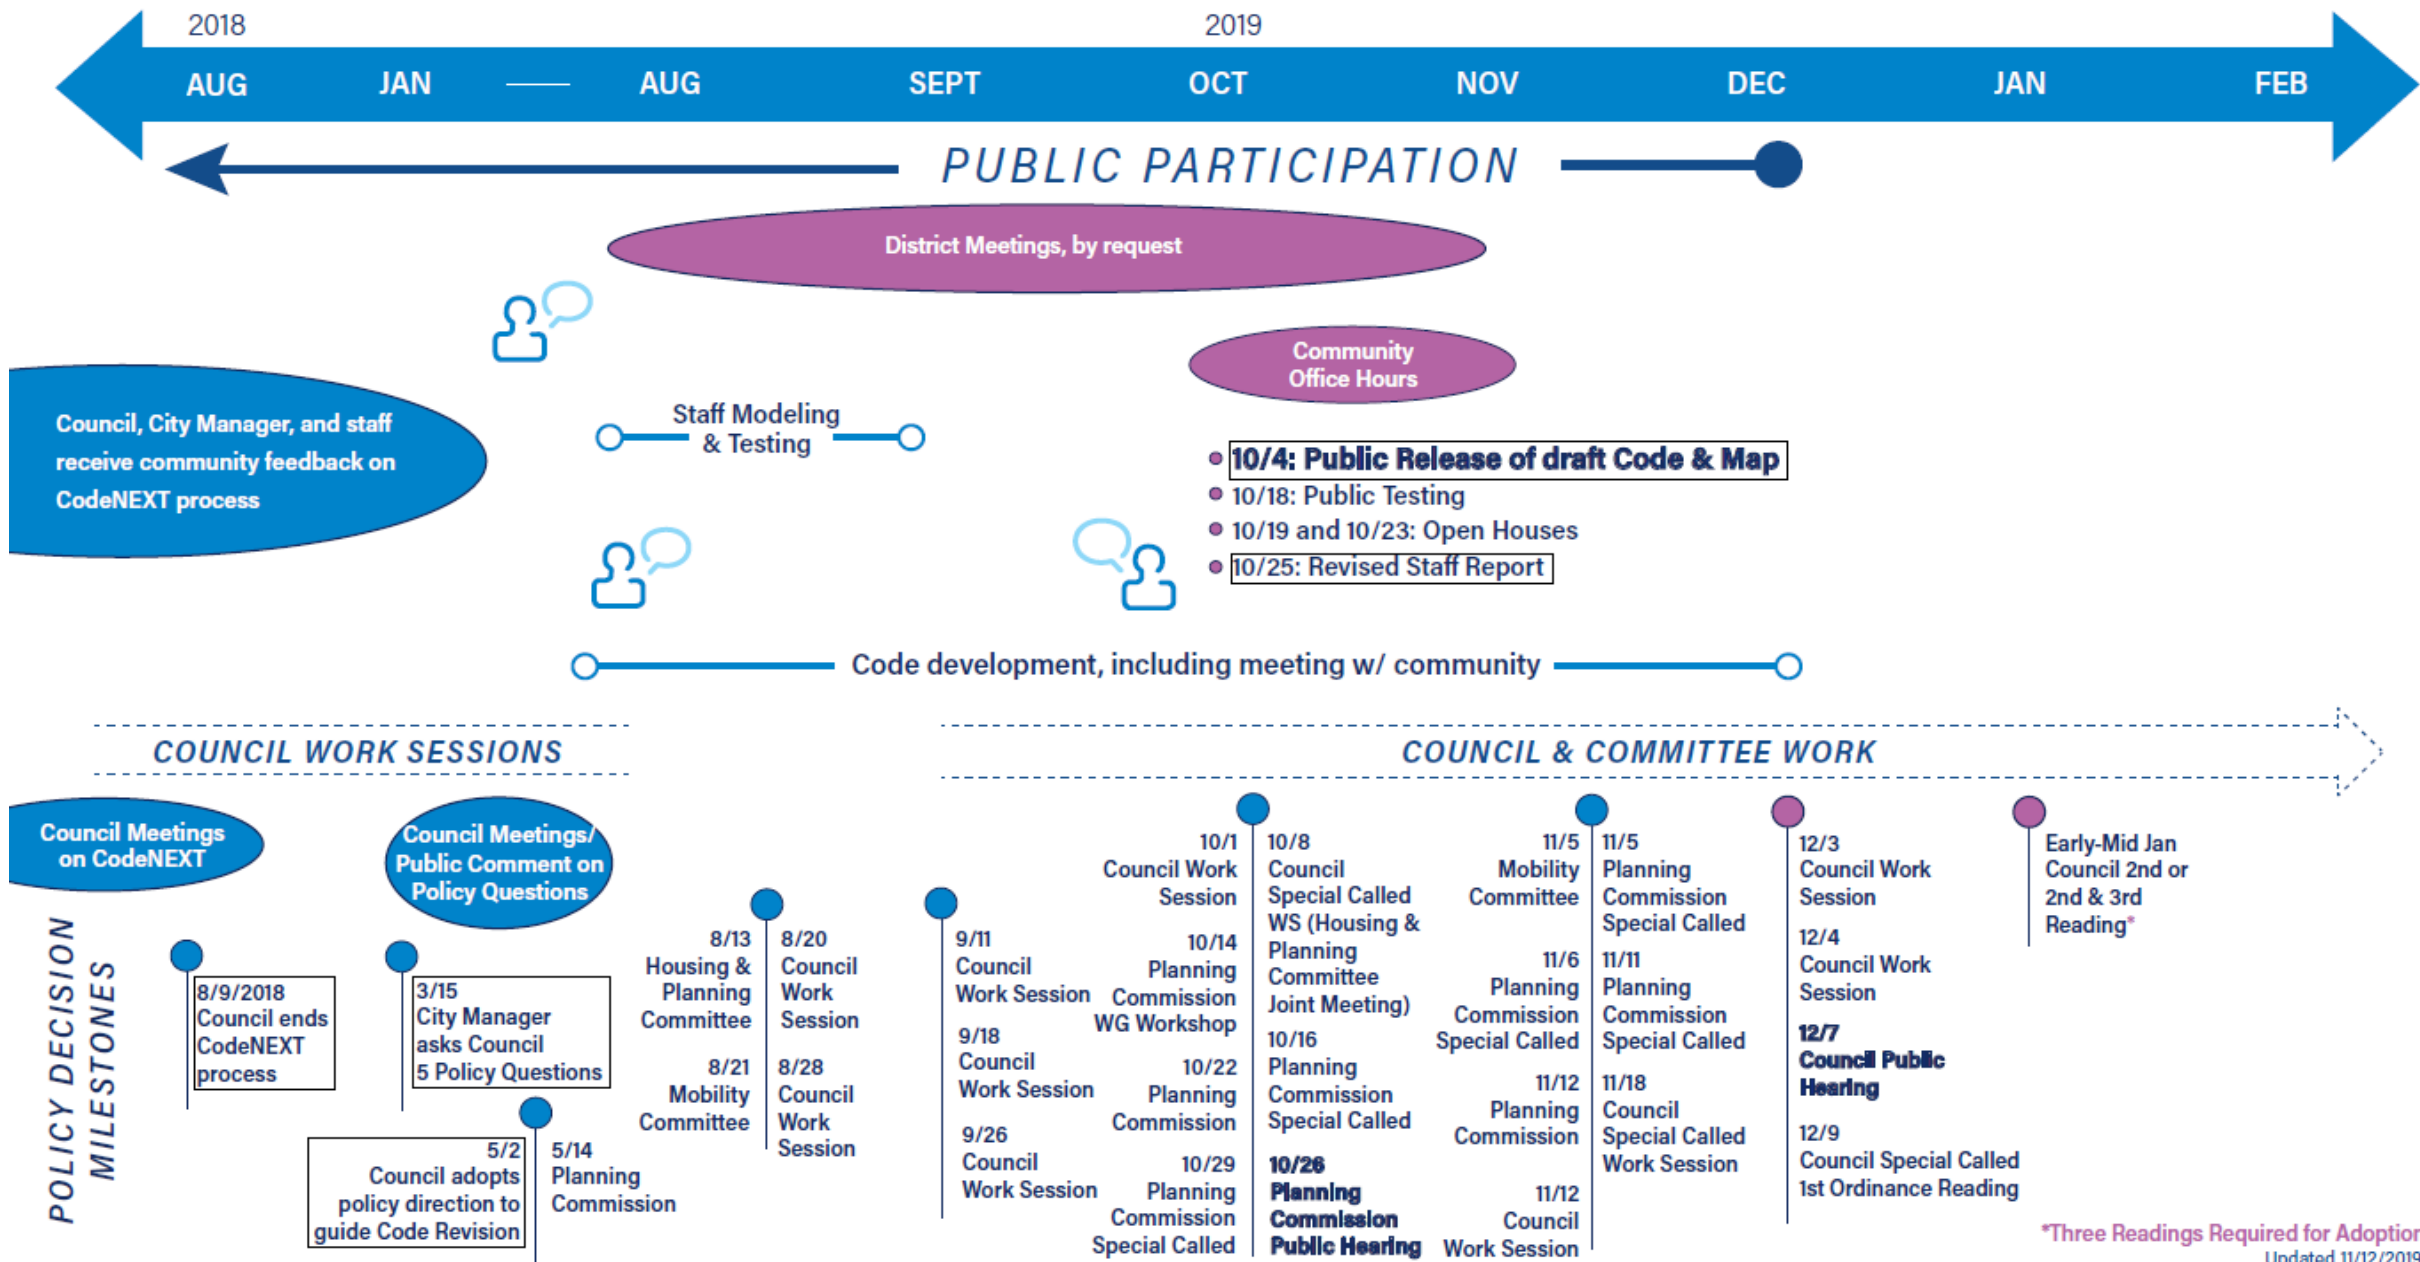 2018
2019
AUG
JAN
AUG
SEPT
OCT
NOV
DEC
JAN
FEB
PUBLIC PARTICIPATION
District Meetings, by request
Community
Office Hours
Council, City Manager, and staff
receive community feedback on
CodeNEXT process
Staff Modeling
& Testing
10/4: Public Release of draft Code & Map
10/18: Public Testing
10/19 and 10/23: Open Houses
10/25: Revised Staff Report
Code development, including meeting w/ community
COUNCIL WORK SESSIONS
COUNCIL & COMMITTEE WORK
POLICY DECISION
MILESTONES
Council Meetings
on CodeNEXT
Council Meetings/
Public Comment on
Policy Questions
8/9/2018
Council ends
CodeNEXT
process
3/15
City Manager
asks Council
5 Policy Questions
5/2
Council adopts
policy direction to
guide Code Revision
5/14
Planning
Commission
8/13
Housing &
Planning
Committee
8/21
Mobility
Committee
8/20
Council
Work
Session
8/28
Council
Work
Session
9/11
Council
Work Session
9/18
Council
Work Session
9/26
Council
Work Session
10/1
Council Work
Session
10/14
Planning
Commission
WG Workshop
10/22
Planning
Commission
10/29
Planning
Commission
Special Called
10/8
Council
Special Called
WS (Housing &
Planning
Committee
Joint Meeting)
10/16
Planning
Commission
Special Called
10/26
Planning
Commission
Public Hearing
11/5
Mobility
Committee
11/6
Planning
Commission
Special Called
11/12
Planning
Commission
11/12
Council
Work Session
11/5
Planning
Commission
Special Called
11/11
Planning
Commission
Special Called
11/18
Council
Special Called
Work Session
12/3
Council Work
Session
12/4
Council Work
Session
12/7
Council Public
Hearing
12/9
Council Special Called
1st Ordinance Reading
Early-Mid Jan
Council 2nd or
2nd & 3rd
Reading*
*Three Readings Required for Adoption
Updated 11/12/2019